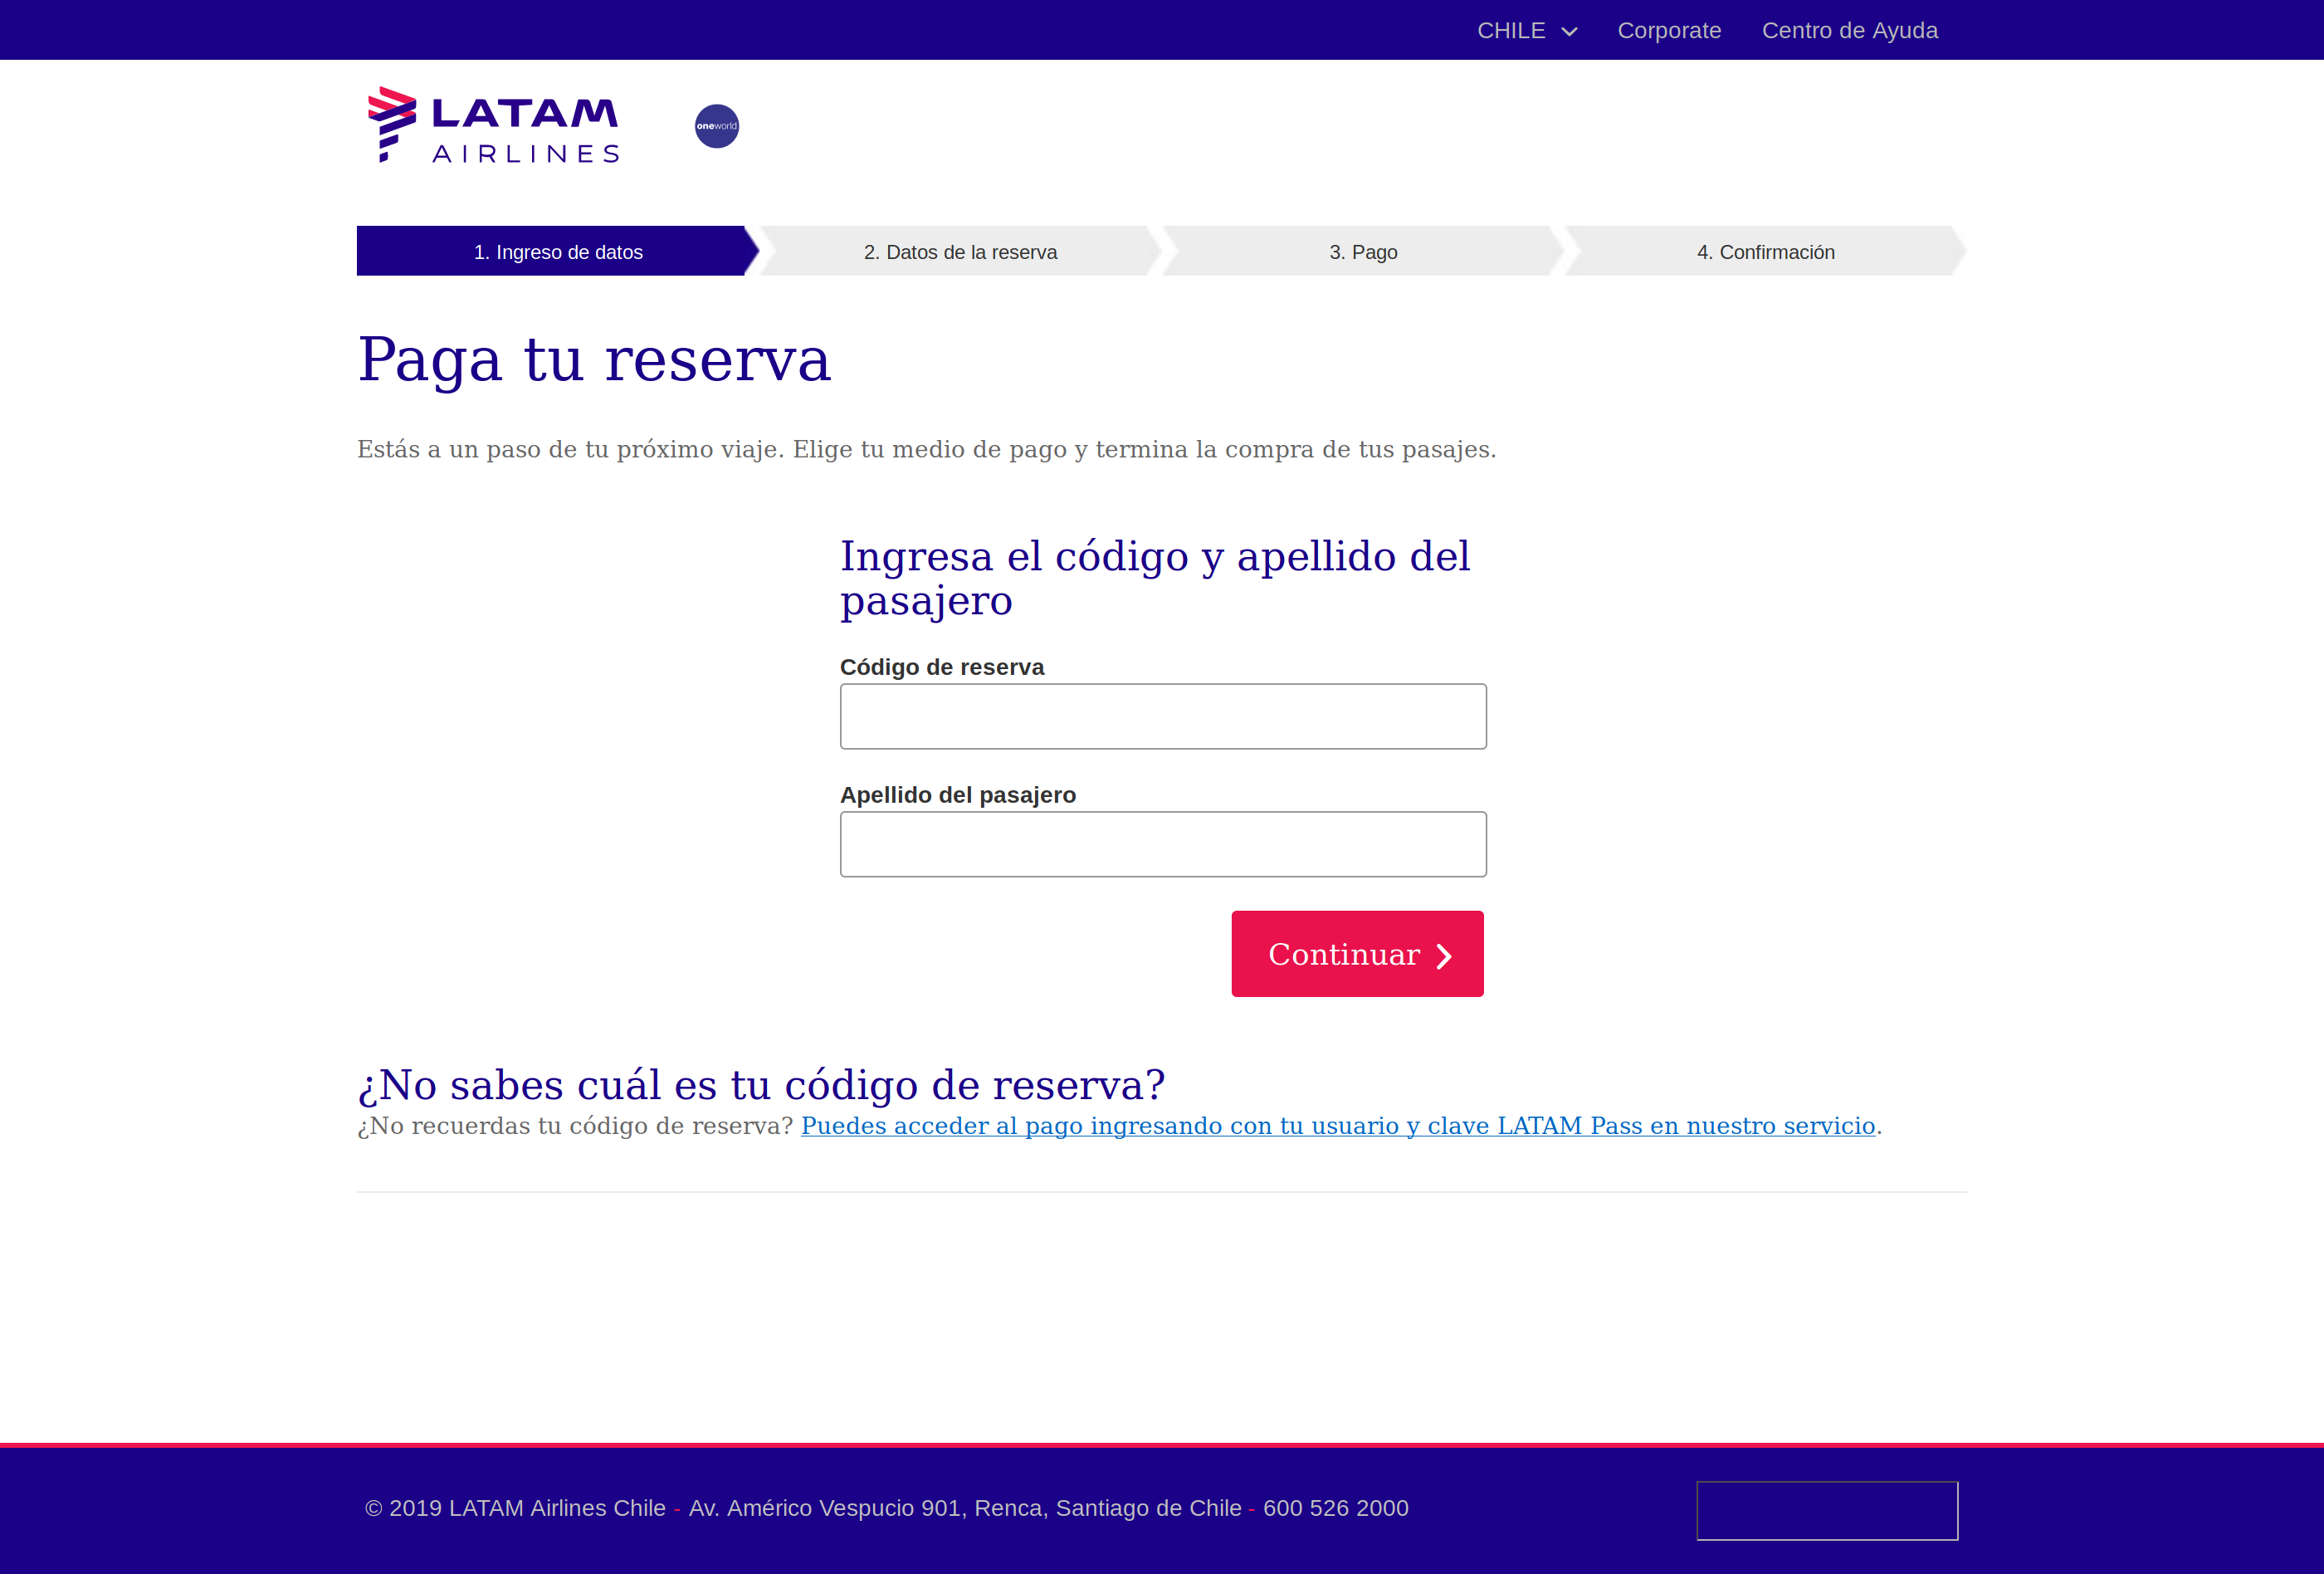 CHILE Corporate Centro de Ayuda
LATAM
AIRLINES
oneworld
1. Ingreso de datos
2. Datos de la reserva
3. Pago
4. Confirmación
Paga tu reserva
Estás a un paso de tu próximo viaje. Elige tu medio de pago y termina la compra de tus pasajes.
Ingresa el código y apellido del
pasajero
Código de reserva
Apellido del pasajero
Continuar
¿No sabes cuál es tu código de reserva?
¿No recuerdas tu código de reserva? Puedes acceder al pago ingresando con tu usuario y clave LATAM Pass en nuestro servicio.
© 2019 LATAM Airlines Chile - Av. Américo Vespucio 901, Renca, Santiago de Chile - 600 526 2000